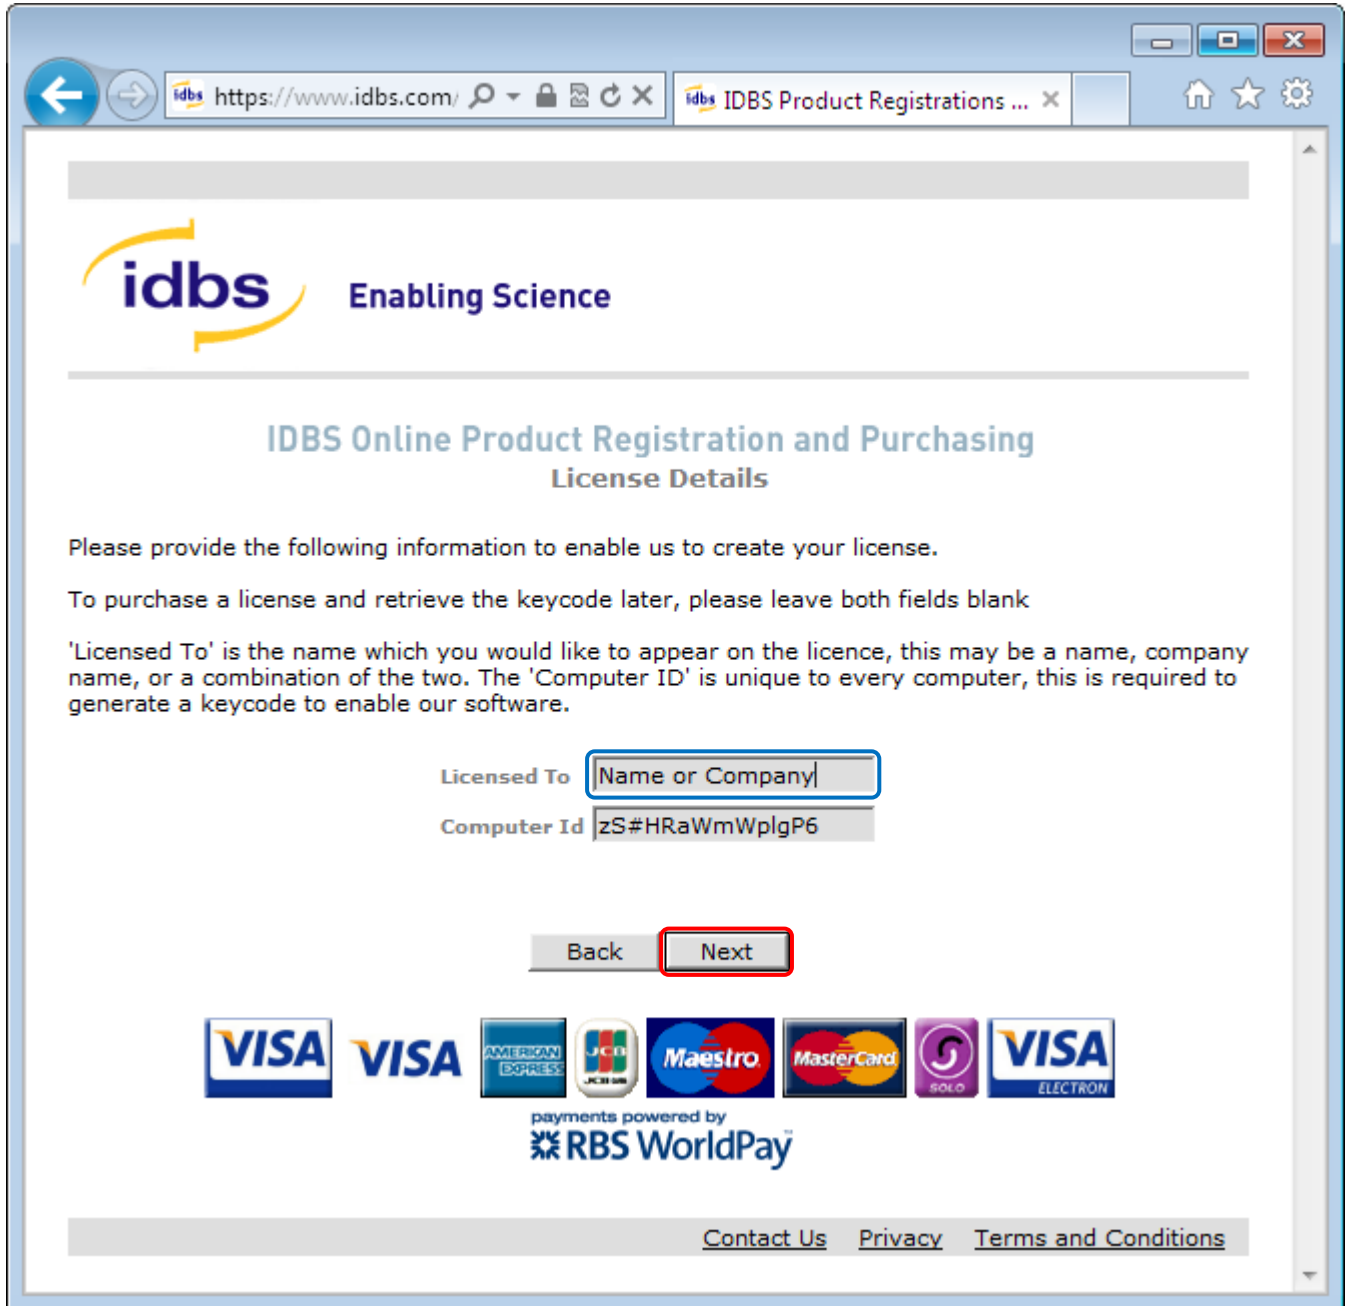 https://www.idbs.com/
idbs IDBS Product Registrations ...
idbs
Enabling Science
IDBS Online Product Registration and Purchasing
License Details
Please provide the following information to enable us to create your license.
To purchase a license and retrieve the keycode later, please leave both fields blank
'Licensed To' is the name which you would like to appear on the licence, this may be a name, company
name, or a combination of the two. The 'Computer ID' is unique to every computer, this is required to
generate a keycode to enable our software.
Licensed To Name or Company
Computer Id zS#HRaWmWplgP6
Back Next
VISA VISA AMERICAN EXPRESS JCB Maestro MasterCard SOLO VISA ELECTRON
payments powered by
RBS WorldPay
Contact Us Privacy Terms and Conditions